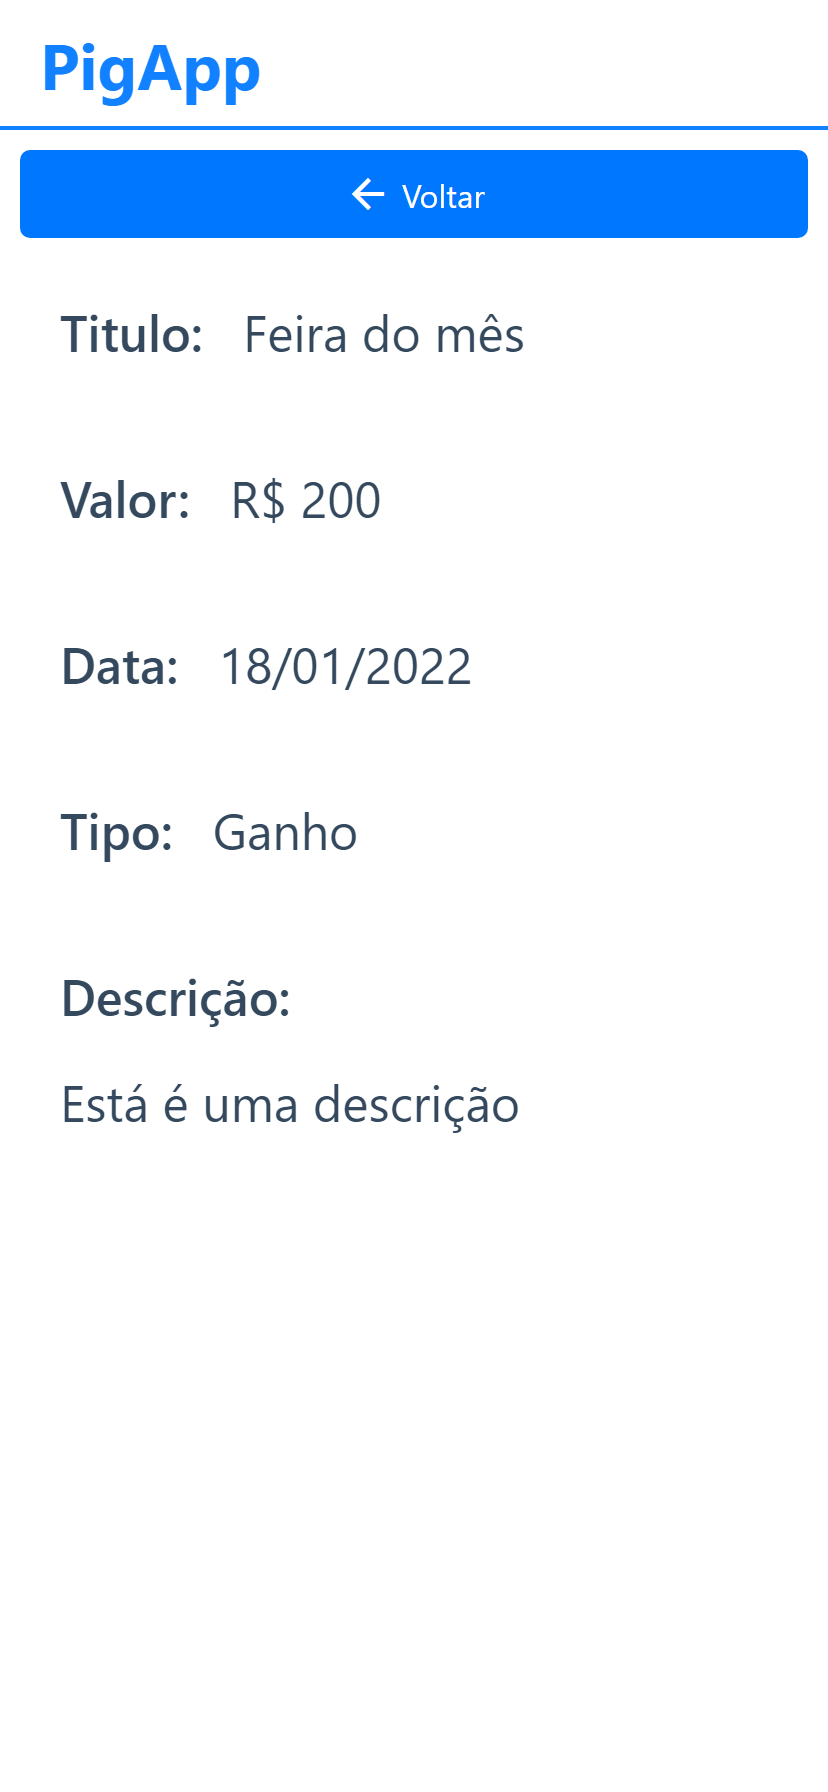 PigApp
← Voltar
Titulo: Feira do mês
Valor: R$ 200
Data: 18/01/2022
Tipo: Ganho
Descrição:
Está é uma descrição